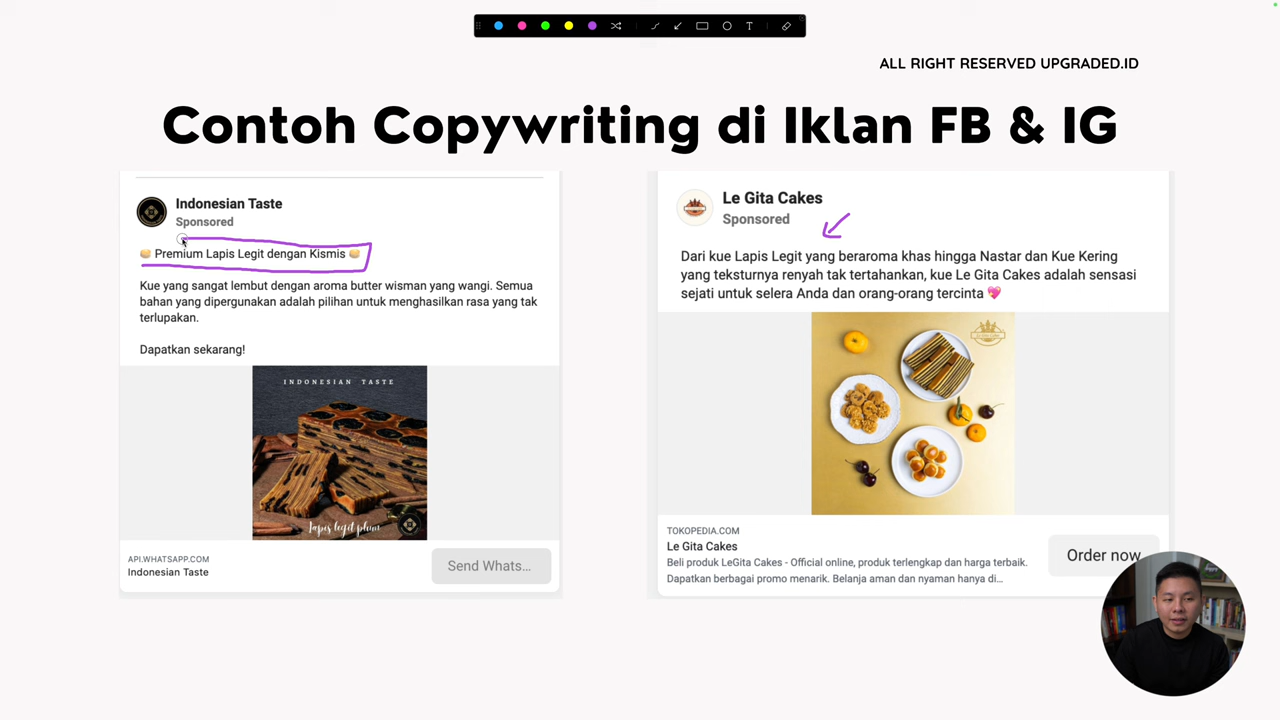 ALL RIGHT RESERVED UPGRADED.ID
Contoh Copywriting di Iklan FB & IG
Indonesian Taste
Sponsored
Premium Lapis Legit dengan Kismis
Kue yang sangat lembut dengan aroma butter wisman yang wangi. Semua
bahan yang dipergunakan adalah pilihan untuk menghasilkan rasa yang tak
terlupakan.
Dapatkan sekarang!
INDONESIAN TASTE
Lapis legit plum
API.WHATSAPP.COM
Indonesian Taste
Send Whats...
Le Gita Cakes
Sponsored
Dari kue Lapis Legit yang beraroma khas hingga Nastar dan Kue Kering
yang teksturnya renyah tak tertahankan, kue Le Gita Cakes adalah sensasi
sejati untuk selera Anda dan orang-orang tercinta 💖
TOKOPEDIA.COM
Le Gita Cakes
Beli produk LeGita Cakes - Official online, produk terlengkap dan harga terbaik.
Dapatkan berbagai promo menarik. Belanja aman dan nyaman hanya di...
Order now